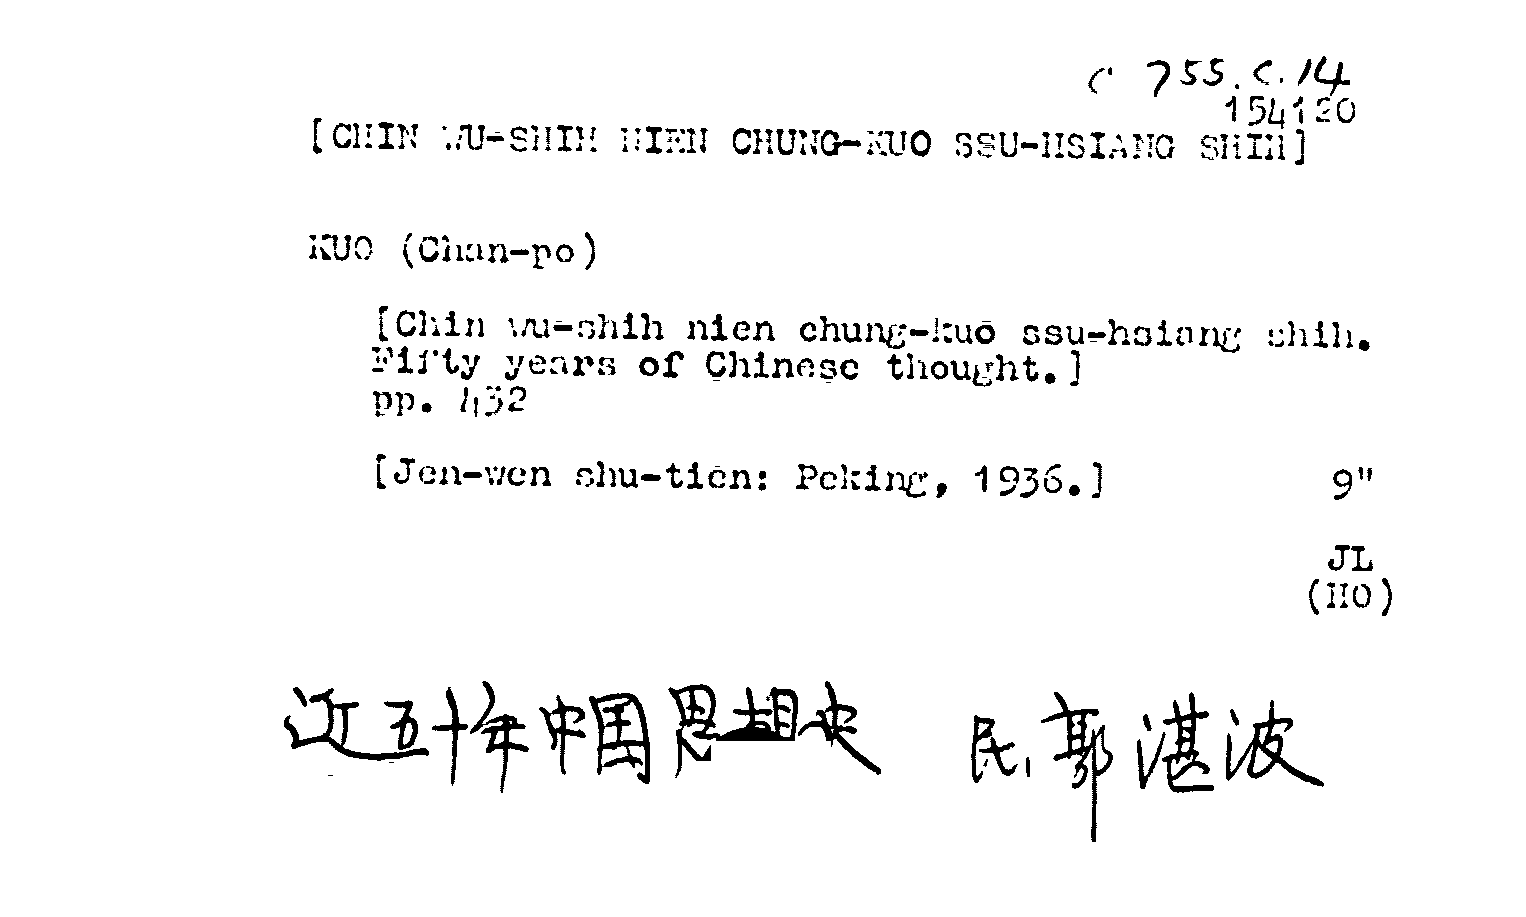 C 755.c.14
154120
[CHIN WU-SHIH NIEN CHUNG-KUO SSU-HSIANG SHIH]
KUO (Chan-po)
[Chin wu-shih nien chung-kuo ssu-hsiang shih.
Fifty years of Chinese thought.]
pp. 432
[Jen-wen shu-tien: Peking, 1936.] 9"
JL
(HO)
近五十年中国思想史 民.郭湛波